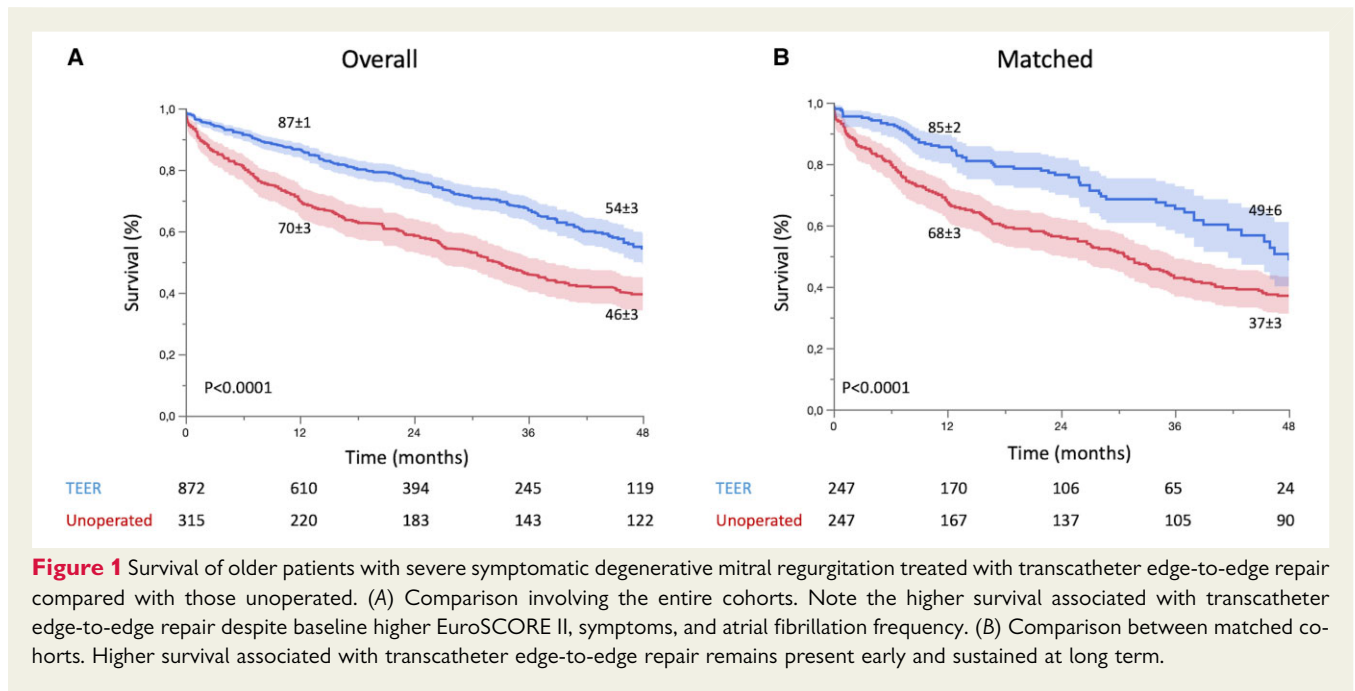 A
Overall
1,0
0,8
0,6
0,4
0,2
0,0
Survival (%)
87±1
70±3
54±3
46±3
P<0.0001
0 12 24 36 48
Time (months)
TEER 872 610 394 245 119
Unoperated 315 220 183 143 122
B
Matched
1,0
0,8
0,6
0,4
0,2
0,0
Survival (%)
85±2
68±3
49±6
37±3
P<0.0001
0 12 24 36 48
Time (months)
TEER 247 170 106 65 24
Unoperated 247 167 137 105 90
Figure 1 Survival of older patients with severe symptomatic degenerative mitral regurgitation treated with transcatheter edge-to-edge repair
compared with those unoperated. (A) Comparison involving the entire cohorts. Note the higher survival associated with transcatheter
edge-to-edge repair despite baseline higher EuroSCORE II, symptoms, and atrial fibrillation frequency. (B) Comparison between matched co-
horts. Higher survival associated with transcatheter edge-to-edge repair remains present early and sustained at long term.